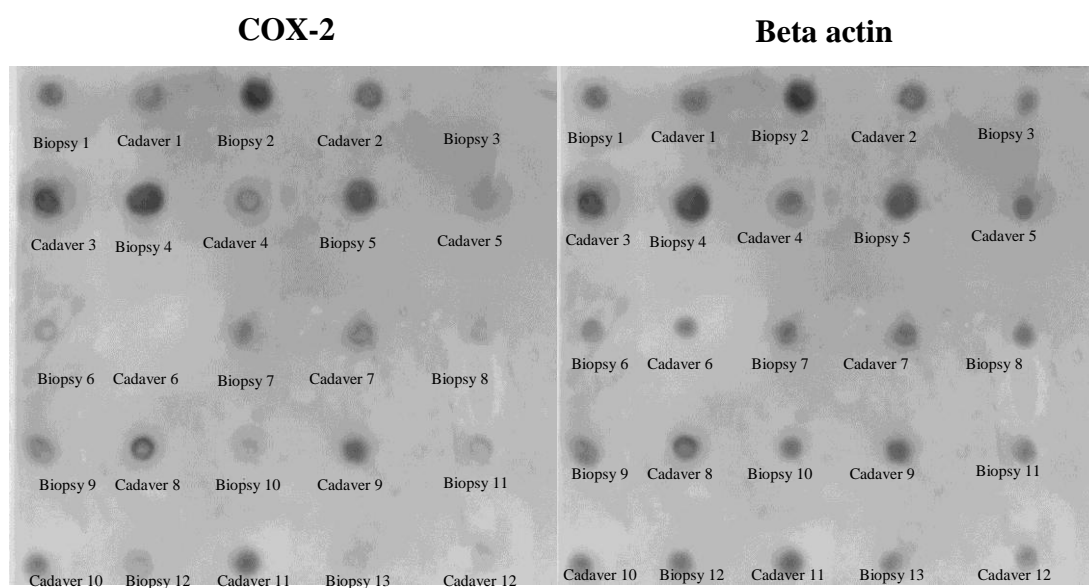 COX-2
Beta actin
Biopsy 1 Cadaver 1 Biopsy 2 Cadaver 2 Biopsy 3
Cadaver 3 Biopsy 4 Cadaver 4 Biopsy 5 Cadaver 5
Biopsy 6 Cadaver 6 Biopsy 7 Cadaver 7 Biopsy 8
Biopsy 9 Cadaver 8 Biopsy 10 Cadaver 9 Biopsy 11
Cadaver 10 Biopsy 12 Cadaver 11 Biopsy 13 Cadaver 12
Biopsy 1 Cadaver 1 Biopsy 2 Cadaver 2 Biopsy 3
Cadaver 3 Biopsy 4 Cadaver 4 Biopsy 5 Cadaver 5
Biopsy 6 Cadaver 6 Biopsy 7 Cadaver 7 Biopsy 8
Biopsy 9 Cadaver 8 Biopsy 10 Cadaver 9 Biopsy 11
Cadaver 10 Biopsy 12 Cadaver 11 Biopsy 13 Cadaver 12